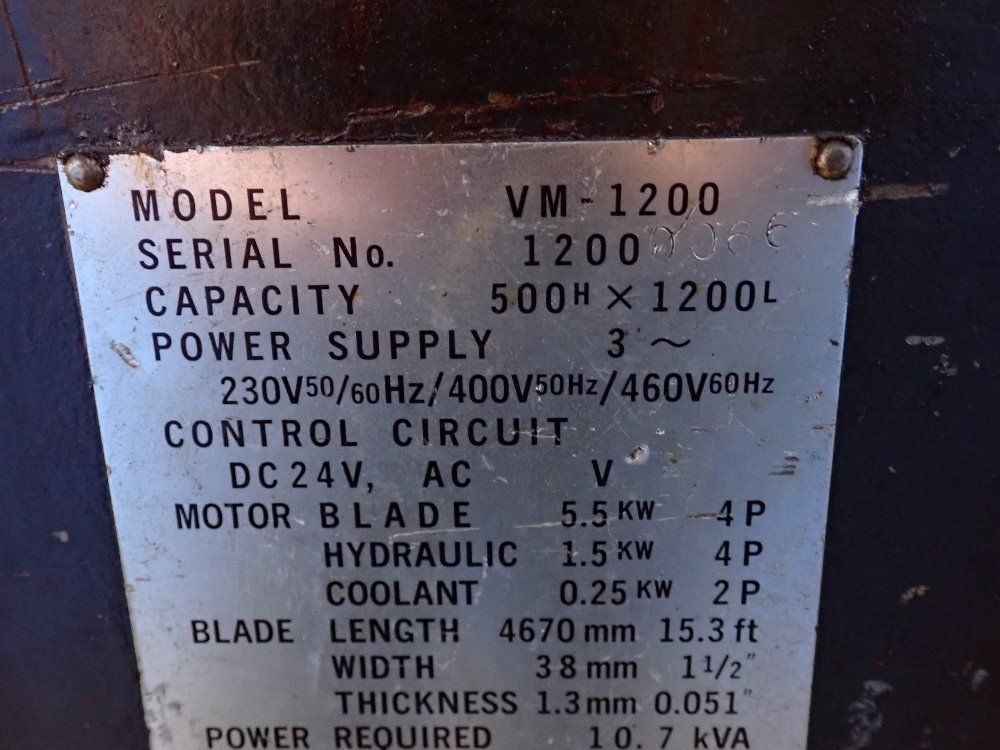 MODEL VM-1200
SERIAL No. 1200
CAPACITY 500H × 1200L
POWER SUPPLY 3 ~
230V50/60Hz/400V50Hz/460V60Hz
CONTROL CIRCUIT
DC24V, AC V
MOTOR BLADE 5.5KW 4P
HYDRAULIC 1.5KW 4P
COOLANT 0.25KW 2P
BLADE LENGTH 4670mm 15.3ft
WIDTH 38mm 1 1/2"
THICKNESS 1.3mm 0.051"
POWER REQUIRED 10.7 kVA